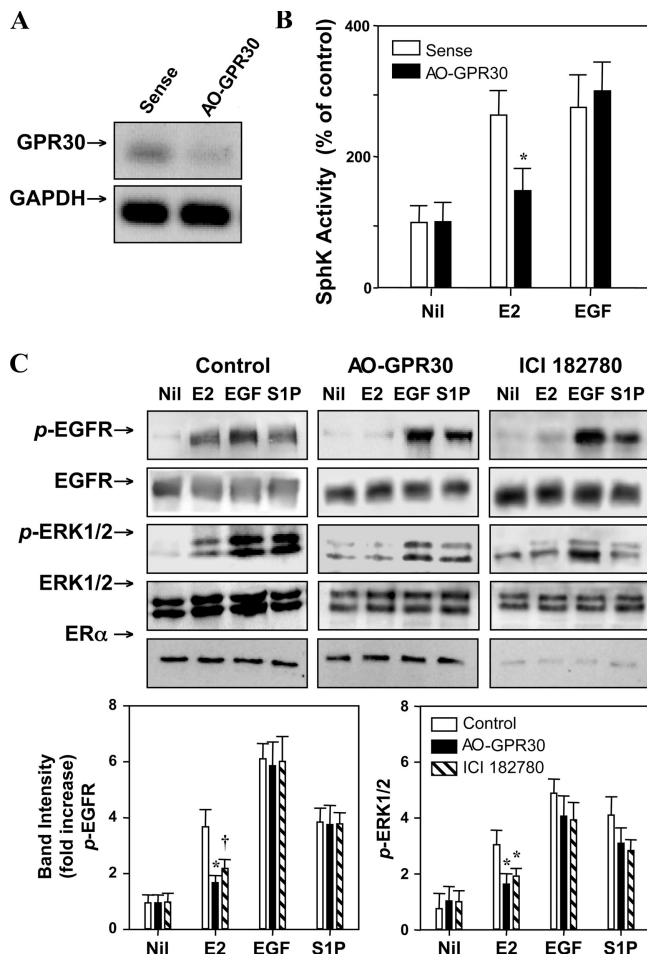 A
Sense AO-GPR30
GPR30→
GAPDH→
B
400
200
0
SphK Activity (% of control)
Sense
AO-GPR30
*
Nil E2 EGF
C
Control AO-GPR30 ICI 182780
Nil E2 EGF S1P Nil E2 EGF S1P Nil E2 EGF S1P
p-EGFR→
EGFR→
p-ERK1/2→
ERK1/2→
ERα→
8
6
4
2
0
Band Intensity
(fold increase)
p-EGFR
* †
Nil E2 EGF S1P
8
6
4
2
0
p-ERK1/2
Control
AO-GPR30
ICI 182780
* *
Nil E2 EGF S1P